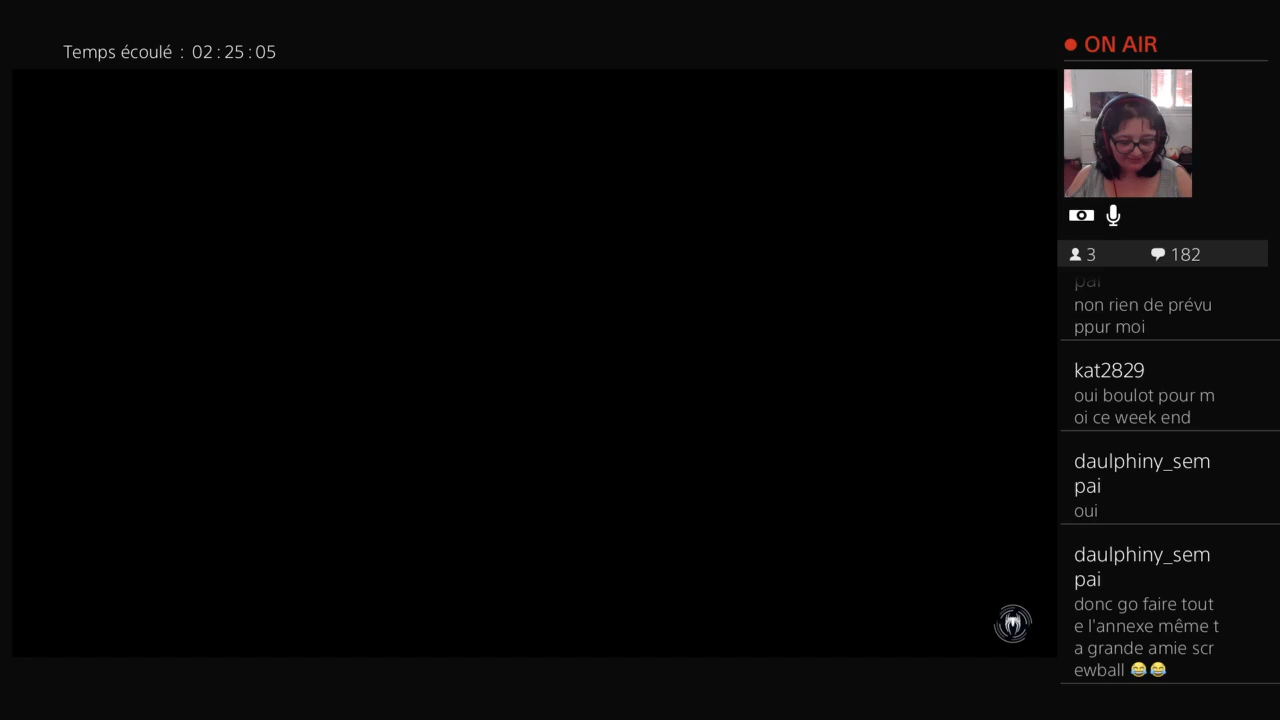 Temps écoulé : 02:25:05
ON AIR
3 182
pai
non rien de prévu
ppur moi
kat2829
oui boulot pour m
oi ce week end
daulphiny_sem
pai
oui
daulphiny_sem
pai
donc go faire tout
e l'annexe même t
a grande amie scr
ewball 😂😂